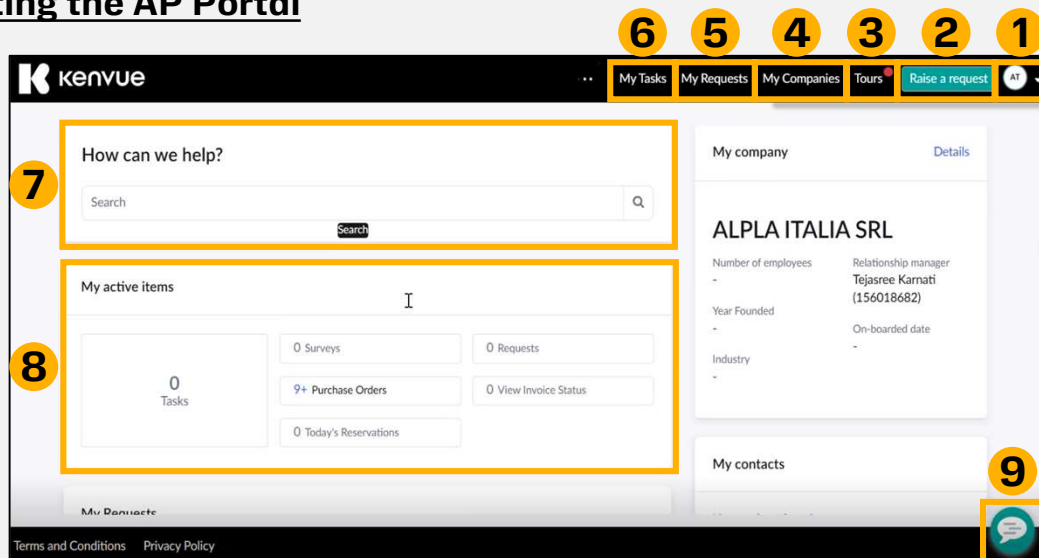 ting the AP Portal
6 5 4 3 2 1
kenvue
My Tasks My Requests My Companies Tours Raise a request AT
7
How can we help?
Search
Search
My company Details
ALPLA ITALIA SRL
Number of employees
-
Relationship manager
Tejasree Karnati
(156018682)
Year Founded
-
On-boarded date
-
Industry
-
8
My active items
0
Tasks
0 Surveys
0 Requests
9+ Purchase Orders
0 View Invoice Status
0 Today's Reservations
My contacts
9
My Requests
Terms and Conditions Privacy Policy